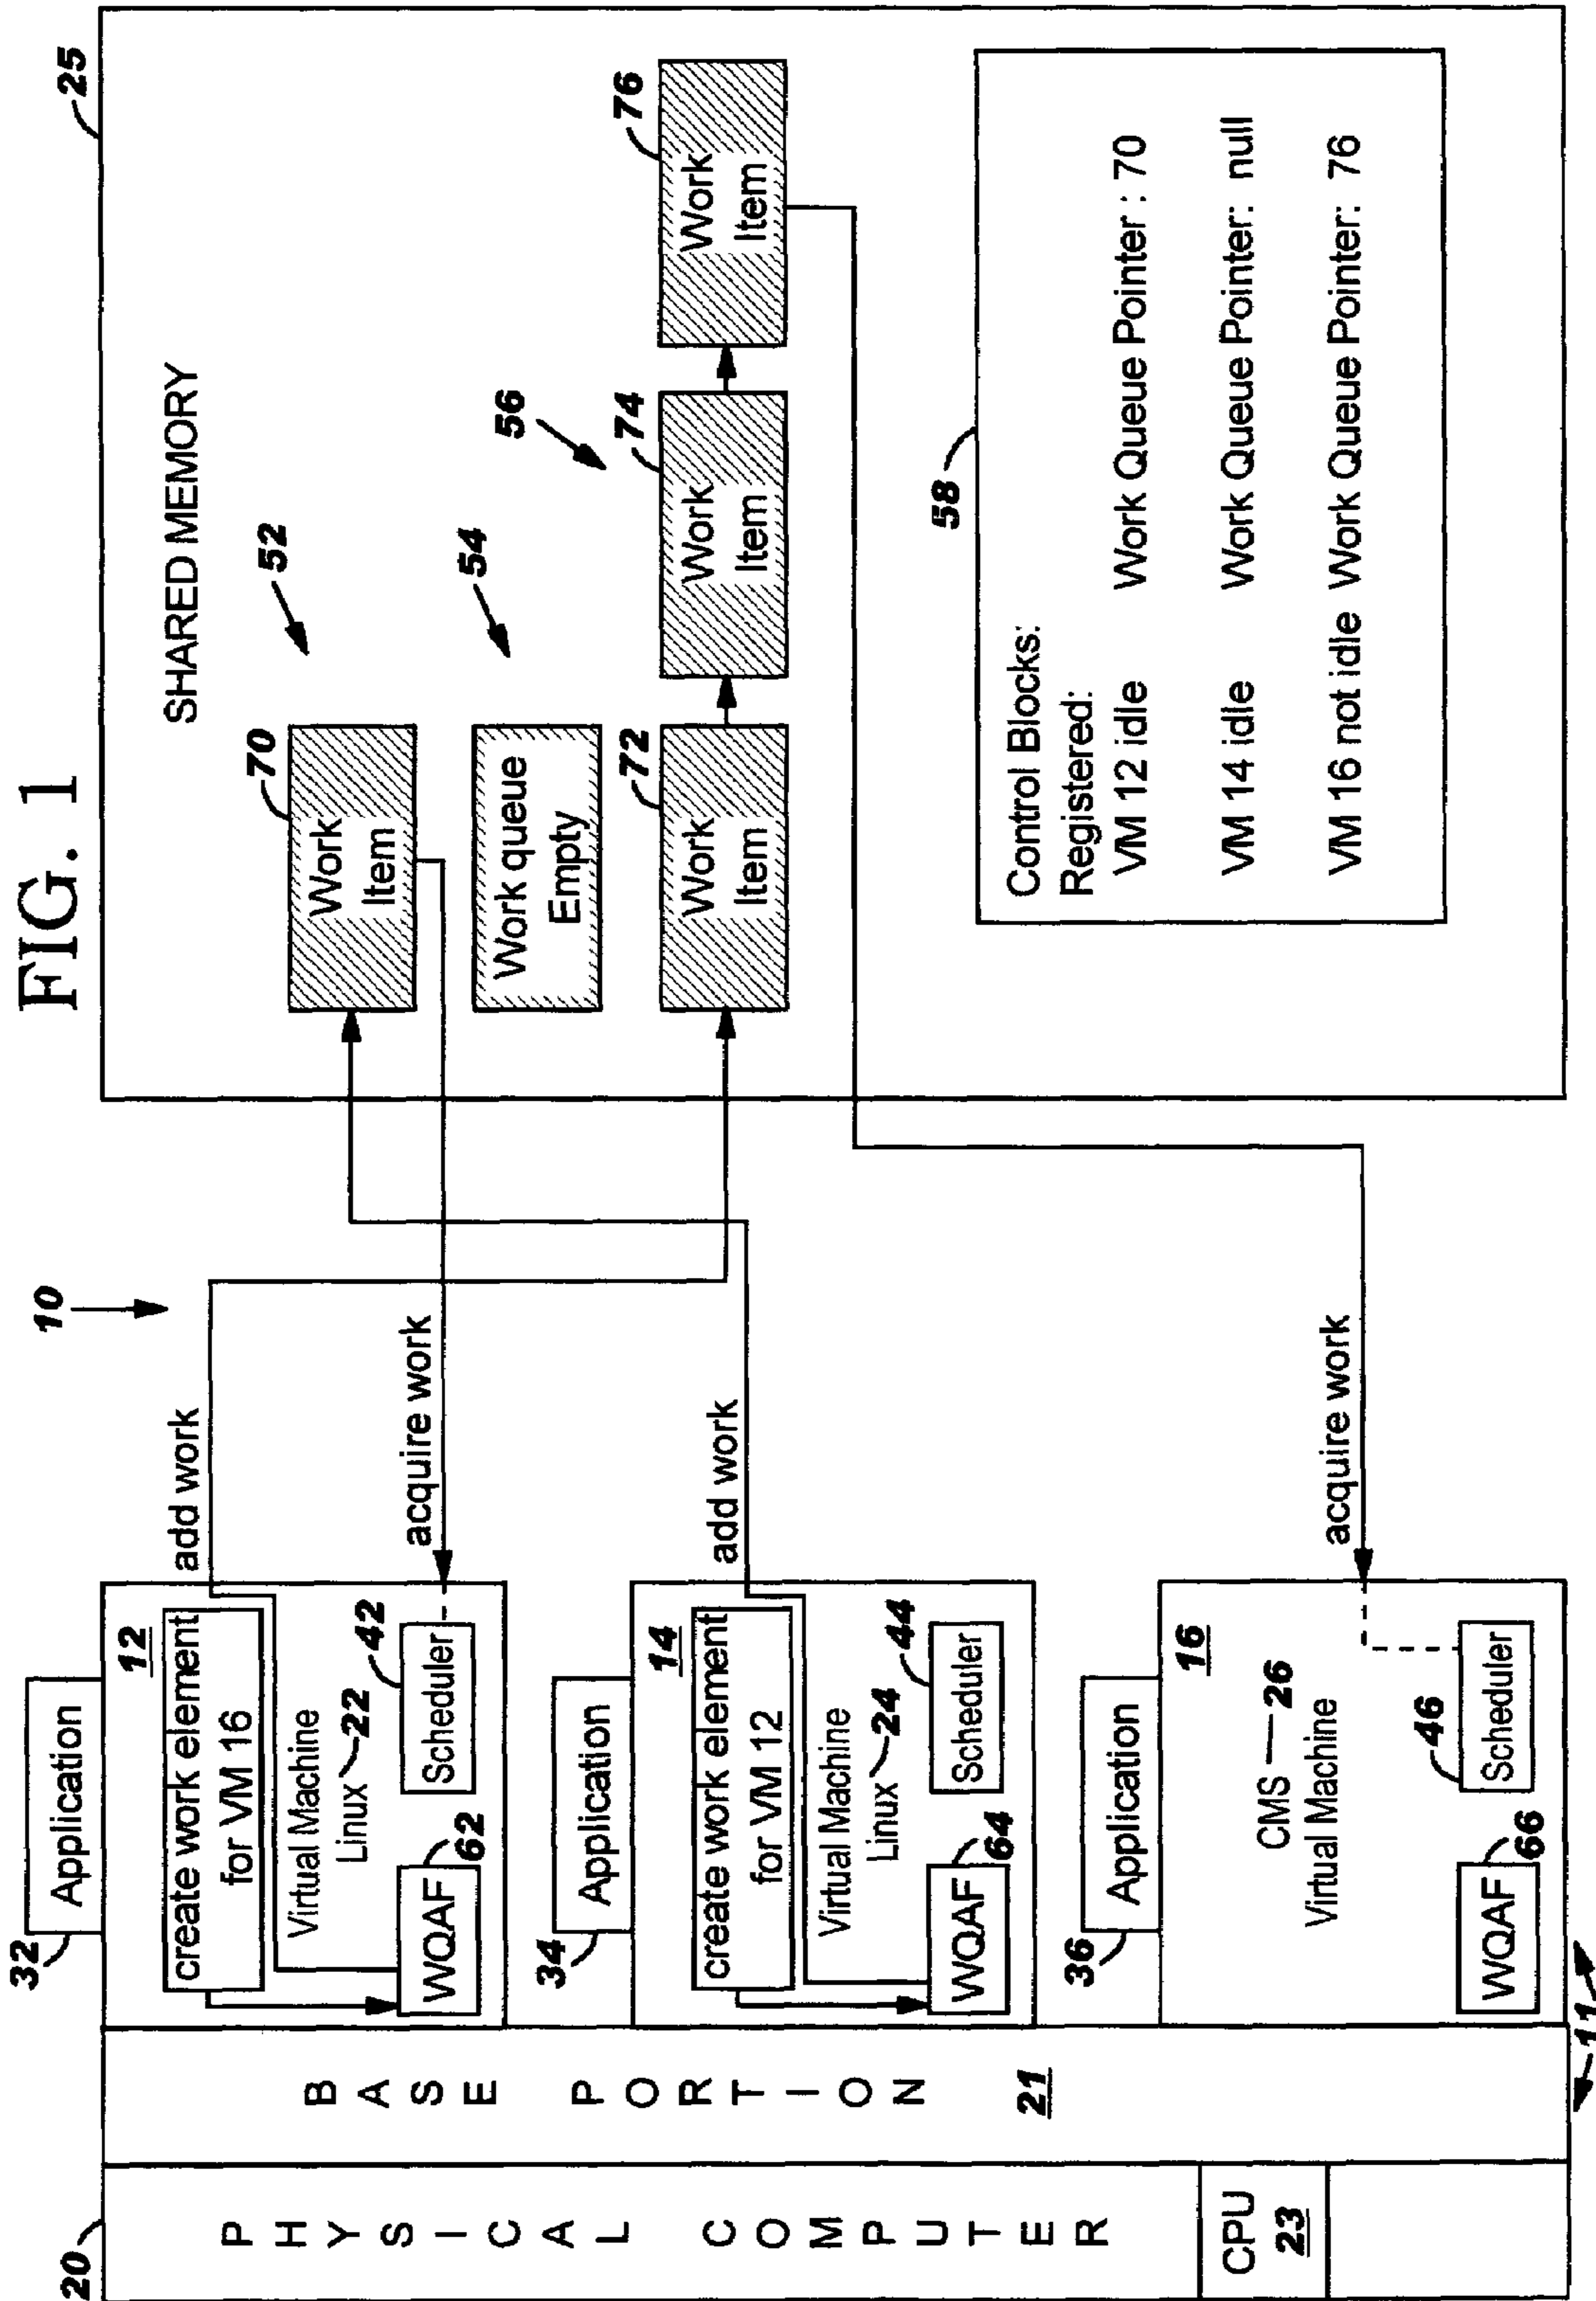 FIG. 1
10
20
PHYSICAL COMPUTER
CPU
23
BASE PORTION
21
11
32
Application
12
create work element
for VM 16
Virtual Machine
Linux
22
WQAF
62
42
Scheduler
add work
acquire work
34
Application
14
create work element
for VM 12
Virtual Machine
Linux
24
WQAF
64
44
Scheduler
add work
36
Application
16
CMS
26
Virtual Machine
WQAF
66
46
Scheduler
acquire work
25
SHARED MEMORY
52
70
Work
Item
54
Work queue
Empty
56
72
Work
Item
74
Work
Item
76
Work
Item
58
Control Blocks:
Registered:
VM 12 idle Work Queue Pointer : 70
VM 14 idle Work Queue Pointer: null
VM 16 not idle Work Queue Pointer: 76